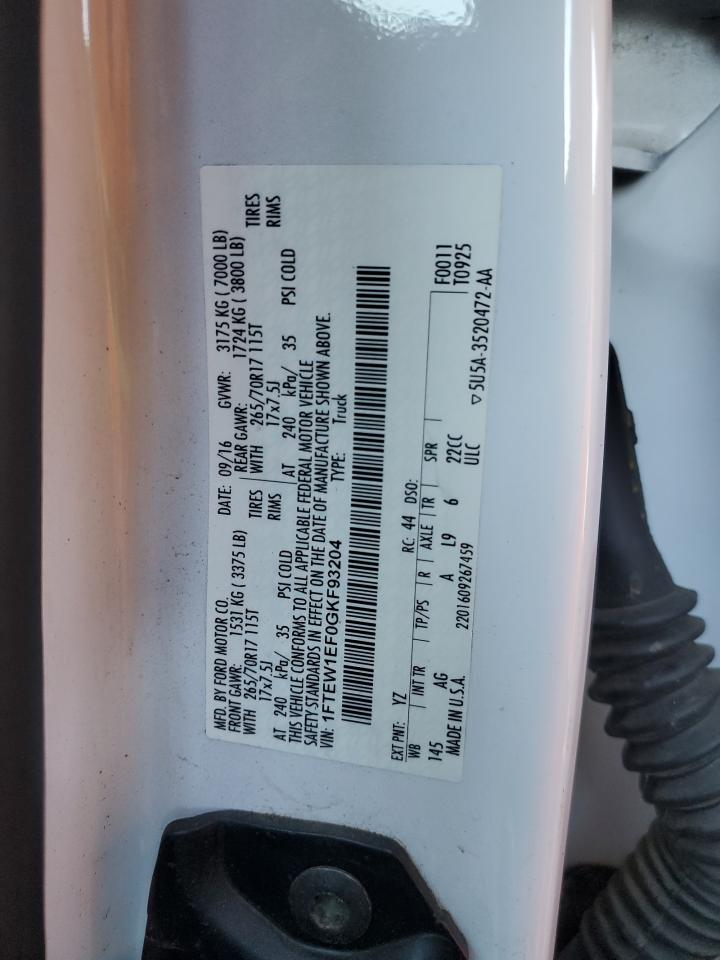 MFD. BY FORD MOTOR CO.
DATE: 09/16 GVWR: 3175 KG ( 7000 LB)
FRONT GAWR: 1531 KG ( 3375 LB)
REAR GAWR: 1724 KG ( 3800 LB)
WITH 265/70R17 115T TIRES
WITH 265/70R17 115T TIRES
17x7.5J RIMS
17x7.5J RIMS
AT 240 kPa/ 35 PSI COLD
AT 240 kPa/ 35 PSI COLD
THIS VEHICLE CONFORMS TO ALL APPLICABLE FEDERAL MOTOR VEHICLE
SAFETY STANDARDS IN EFFECT ON THE DATE OF MANUFACTURE SHOWN ABOVE.
VIN: 1FTEW1EF0GKF93204 TYPE: Truck
EXT PNT: YZ RC: 44 DSO: F0011
WB INT TR TP/PS R AXLE TR SPR T0925
145 AG A L9 6 22CC
MADE IN U.S.A. 2201609267459 ULC ▽5U5A-3520472-AA